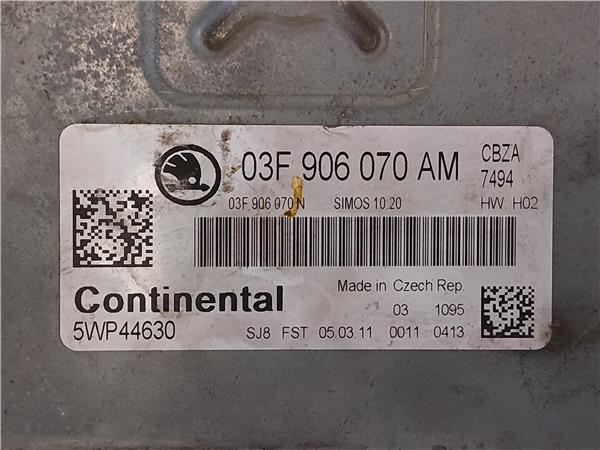 03F 906 070 AM
CBZA
7494
03F 906 070 N SIMOS 10.20 HW: H02
Continental
Made in Czech Rep.
03 1095
5WP44630 SJ8 FST 05.03.11 0011 0413